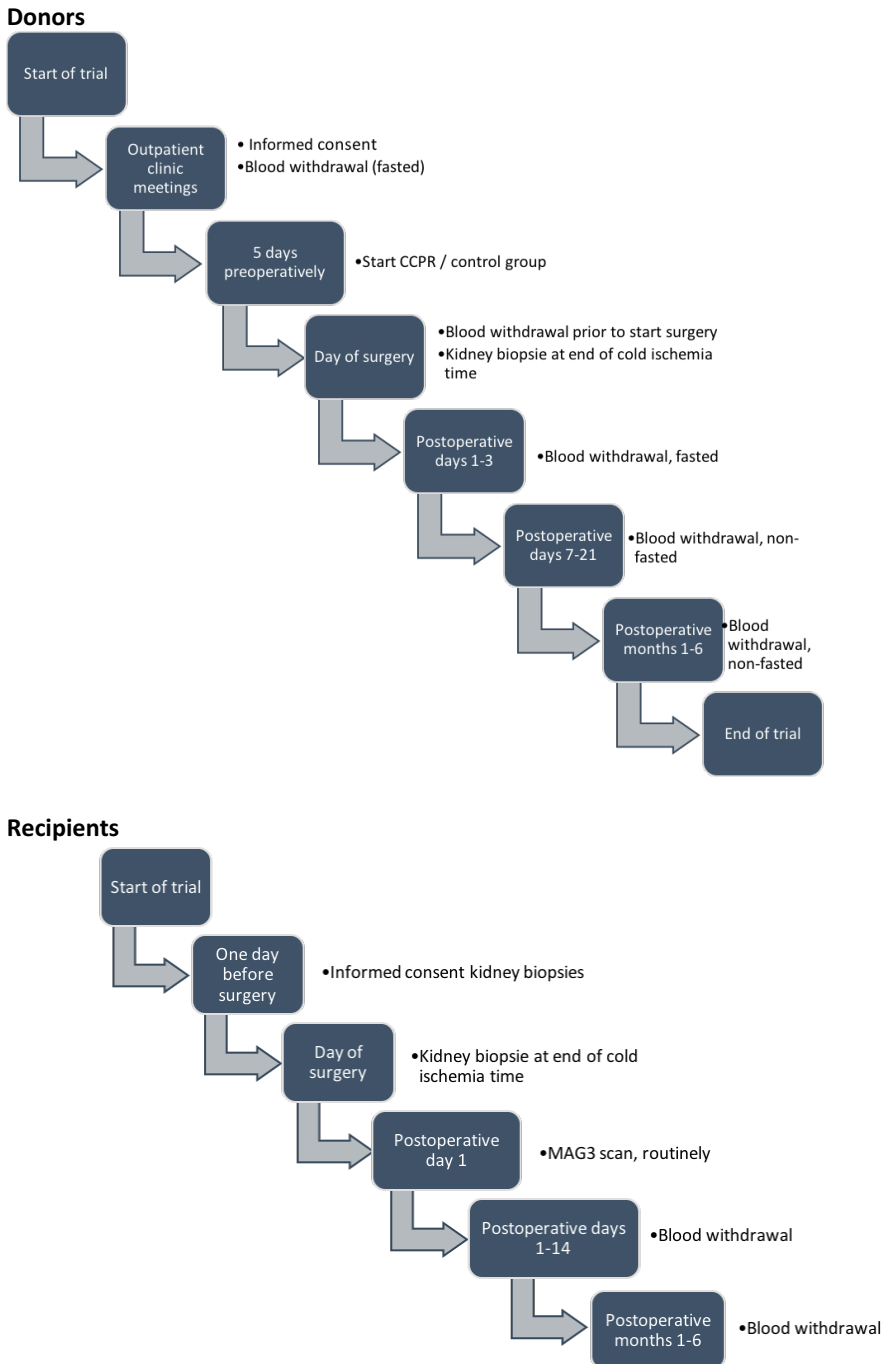 Donors
Start of trial
Outpatient
clinic
meetings
• Informed consent
•Blood withdrawal (fasted)
5 days
preoperatively
•Start CCPR / control group
Day of surgery
•Blood withdrawal prior to start surgery
•Kidney biopsie at end of cold ischemia
time
Postoperative
days 1-3
•Blood withdrawal, fasted
Postoperative
days 7-21
•Blood withdrawal, non-
fasted
Postoperative
months 1-6
•Blood
withdrawal,
non-fasted
End of trial
Recipients
Start of trial
One day
before
surgery
•Informed consent kidney biopsies
Day of
surgery
•Kidney biopsie at end of cold
ischemia time
Postoperative
day 1
•MAG3 scan, routinely
Postoperative days
1-14
•Blood withdrawal
Postoperative
months 1-6
•Blood withdrawal